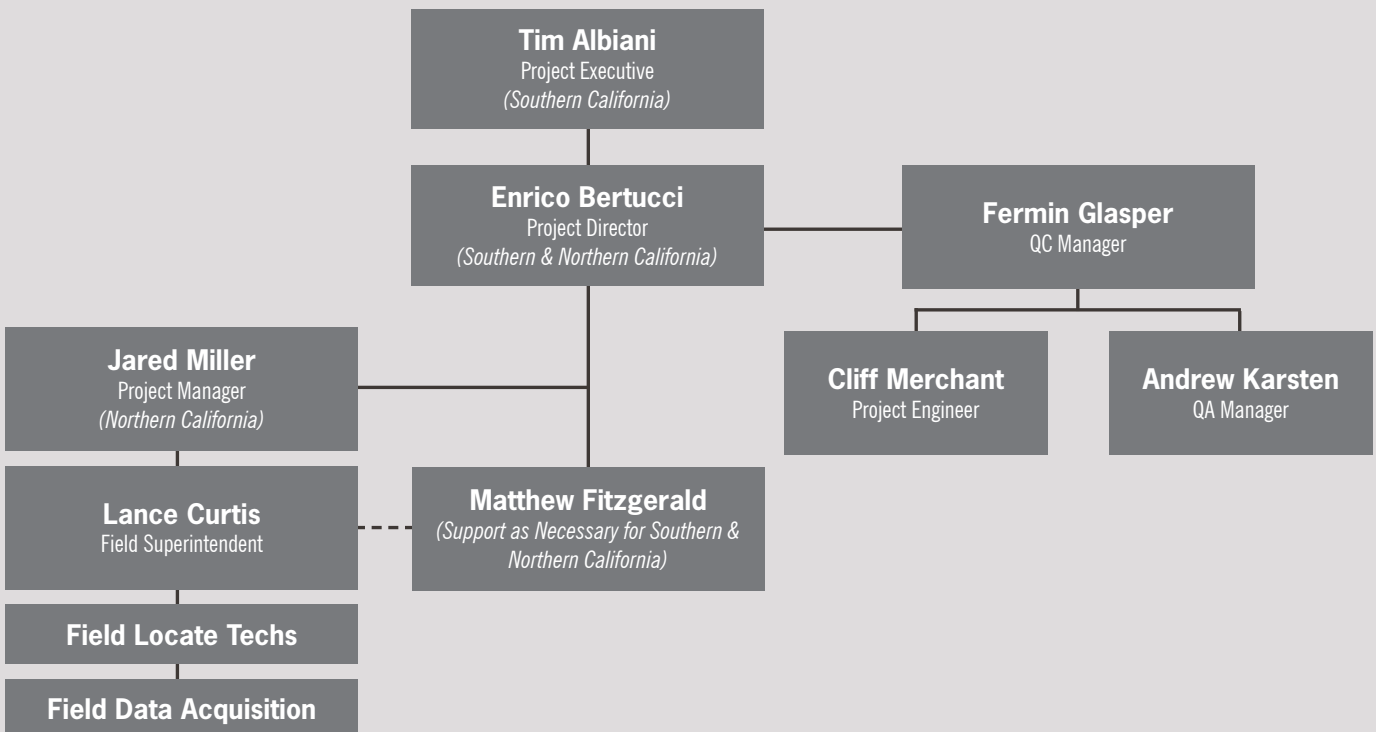 Tim Albiani
Project Executive
(Southern California)
Enrico Bertucci
Project Director
(Southern & Northern California)
Fermin Glasper
QC Manager
Jared Miller
Project Manager
(Northern California)
Cliff Merchant
Project Engineer
Andrew Karsten
QA Manager
Lance Curtis
Field Superintendent
Matthew Fitzgerald
(Support as Necessary for Southern &
Northern California)
Field Locate Techs
Field Data Acquisition